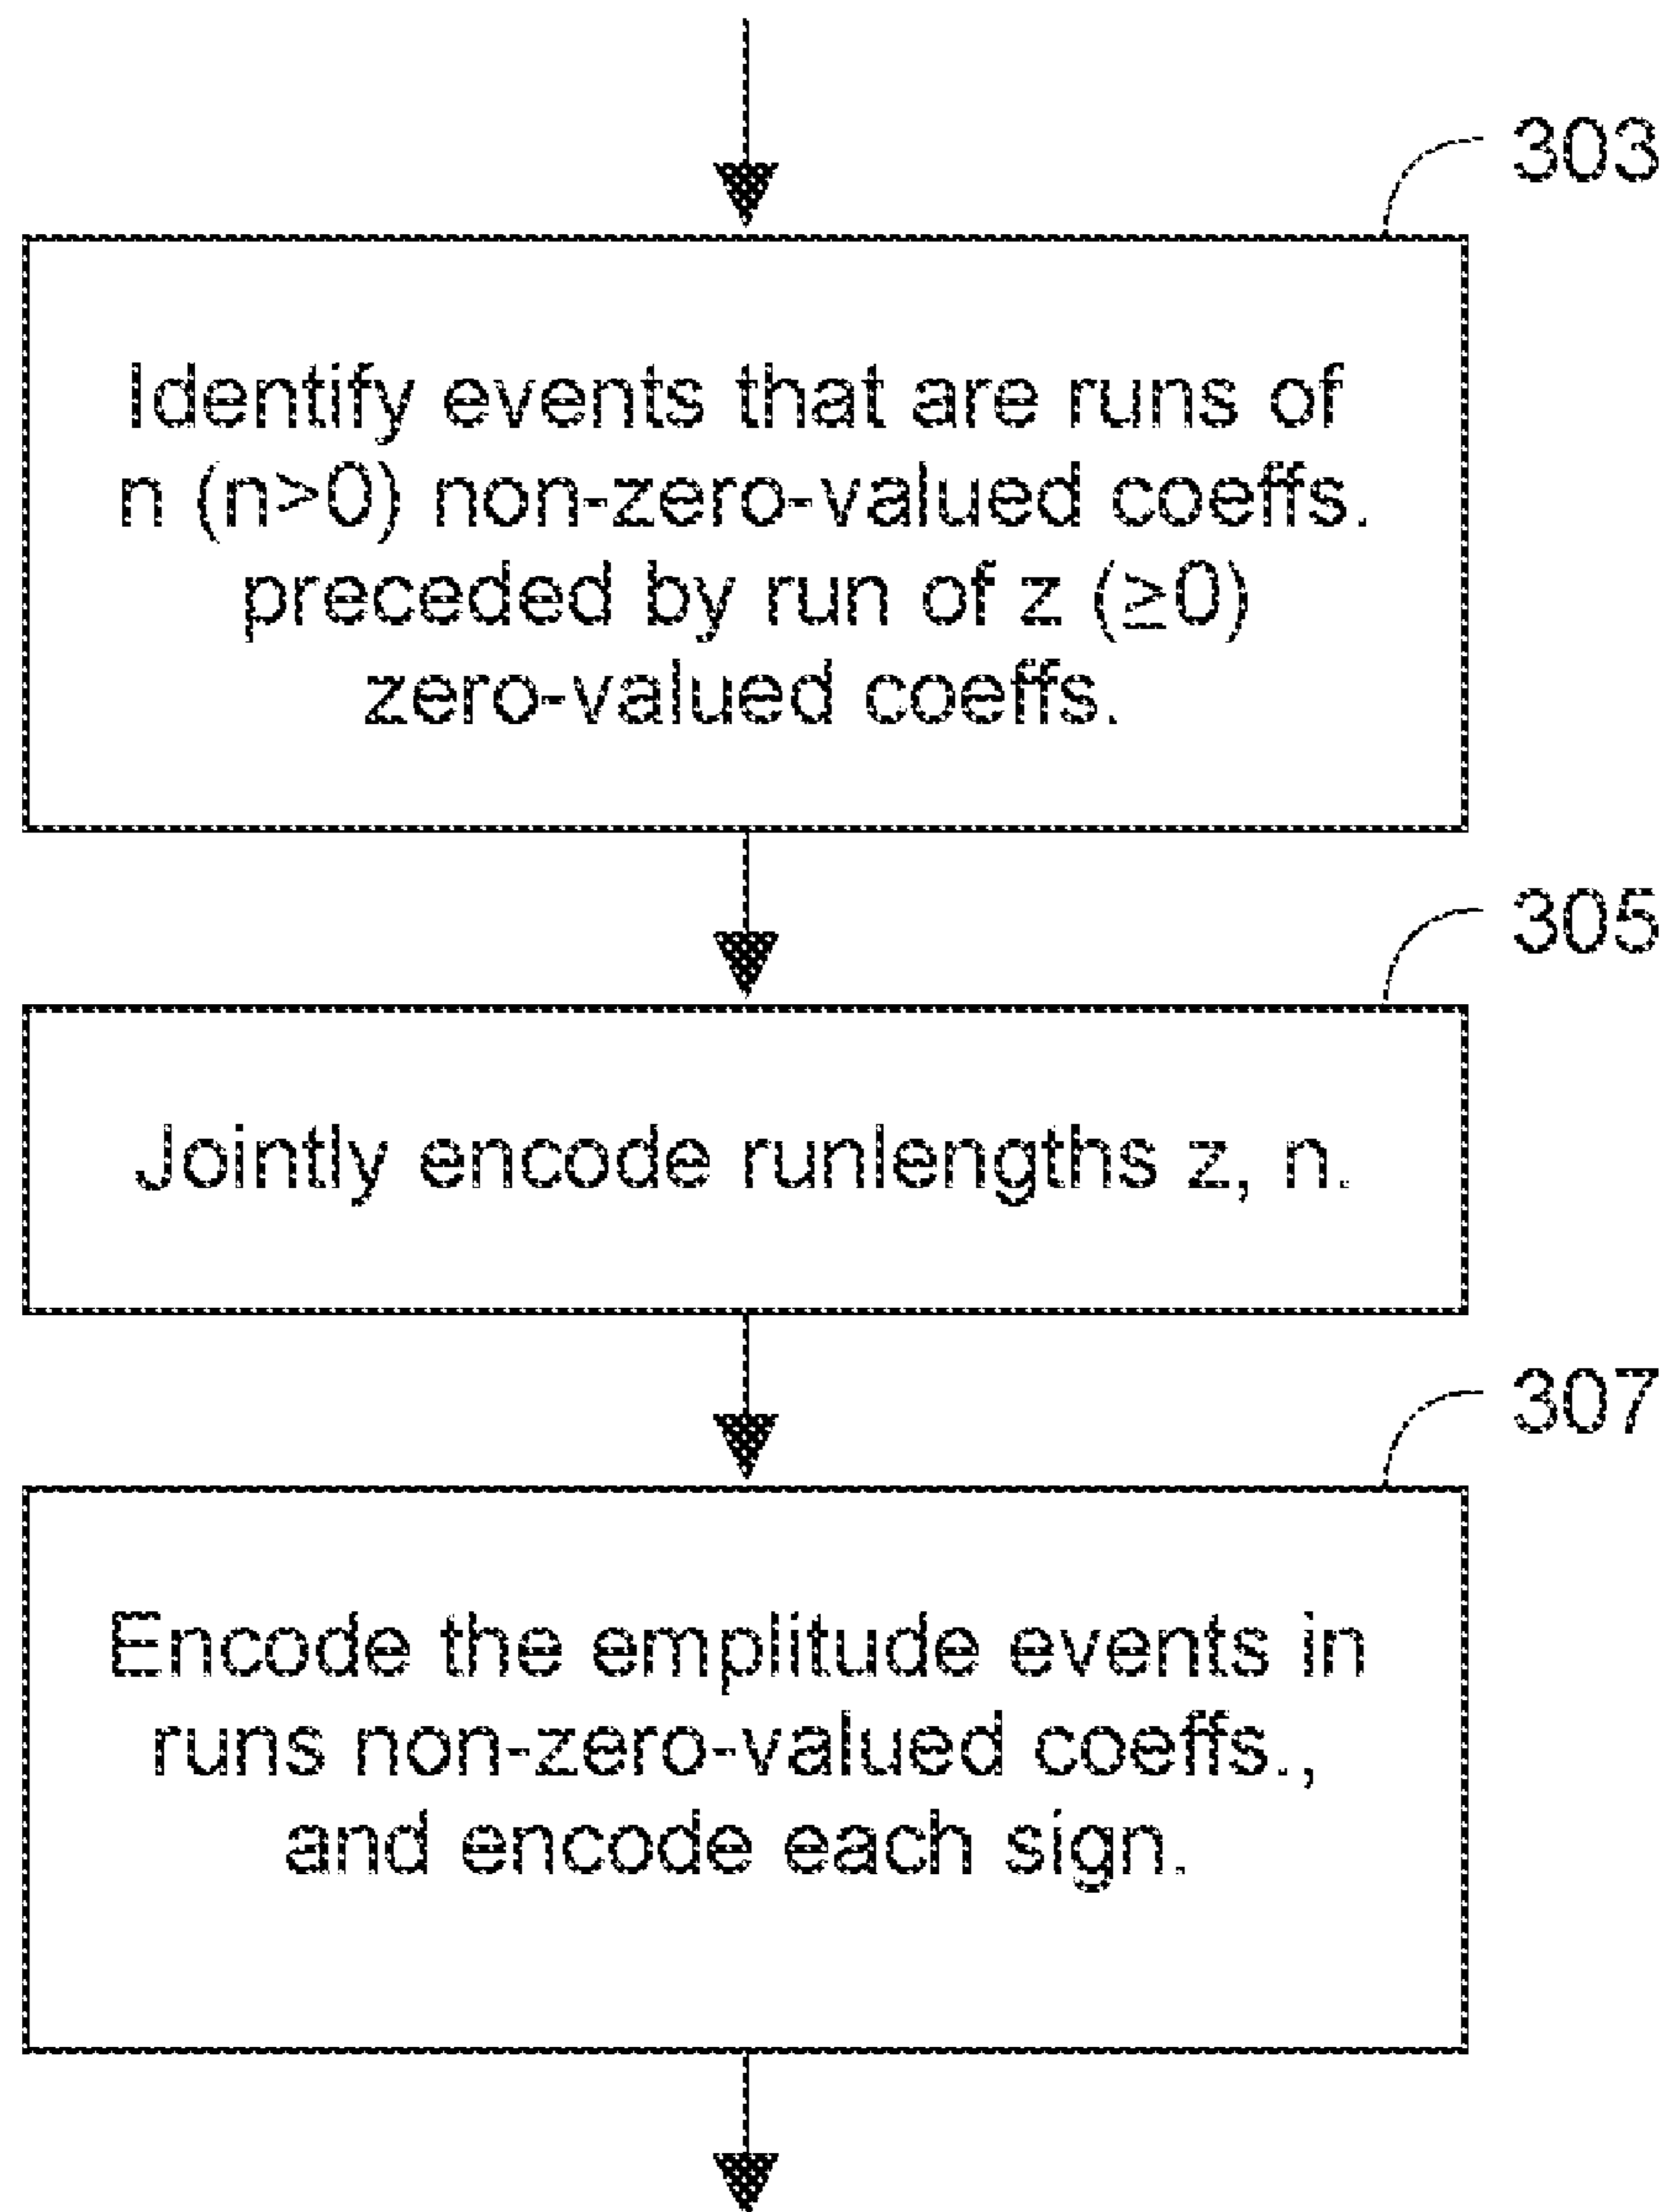 303
Identify events that are runs of
n (n>0) non-zero-valued coeffs.
preceded by run of z (≥0)
zero-valued coeffs.
305
Jointly encode runlengths z, n.
307
Encode the emplitude events in
runs non-zero-valued coeffs.,
and encode each sign.